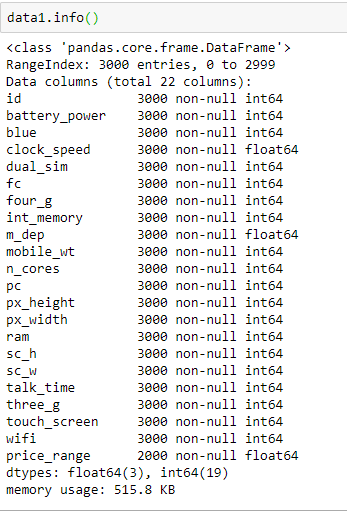 data1.info()
<class 'pandas.core.frame.DataFrame'>
RangeIndex: 3000 entries, 0 to 2999
Data columns (total 22 columns):
id               3000 non-null int64
battery_power    3000 non-null int64
blue             3000 non-null int64
clock_speed      3000 non-null float64
dual_sim         3000 non-null int64
fc               3000 non-null int64
four_g           3000 non-null int64
int_memory       3000 non-null int64
m_dep            3000 non-null float64
mobile_wt        3000 non-null int64
n_cores          3000 non-null int64
pc               3000 non-null int64
px_height        3000 non-null int64
px_width         3000 non-null int64
ram              3000 non-null int64
sc_h             3000 non-null int64
sc_w             3000 non-null int64
talk_time        3000 non-null int64
three_g          3000 non-null int64
touch_screen     3000 non-null int64
wifi             3000 non-null int64
price_range      2000 non-null float64
dtypes: float64(3), int64(19)
memory usage: 515.8 KB